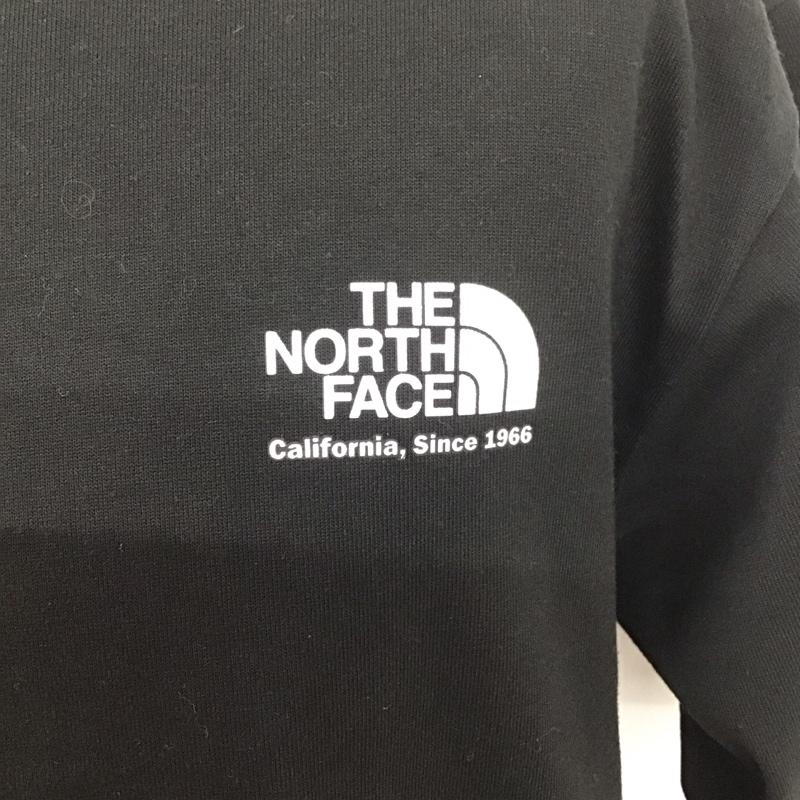 THE
NORTH
FACE
California, Since 1966